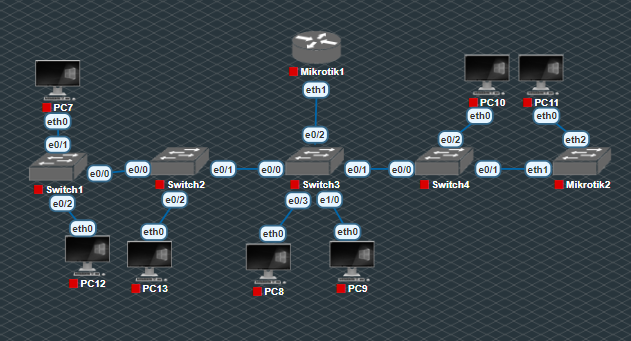 Mikrotik1
eth1
PC7
PC10
PC11
eth0
eth0
eth0
e0/1
e0/2
e0/2
eth2
Switch1
e0/0
e0/0
Switch2
e0/1
e0/0
Switch3
e0/1
e0/0
Switch4
e0/1
eth1
Mikrotik2
e0/2
e0/2
e0/3
e1/0
eth0
eth0
eth0
eth0
PC12
PC13
PC8
PC9